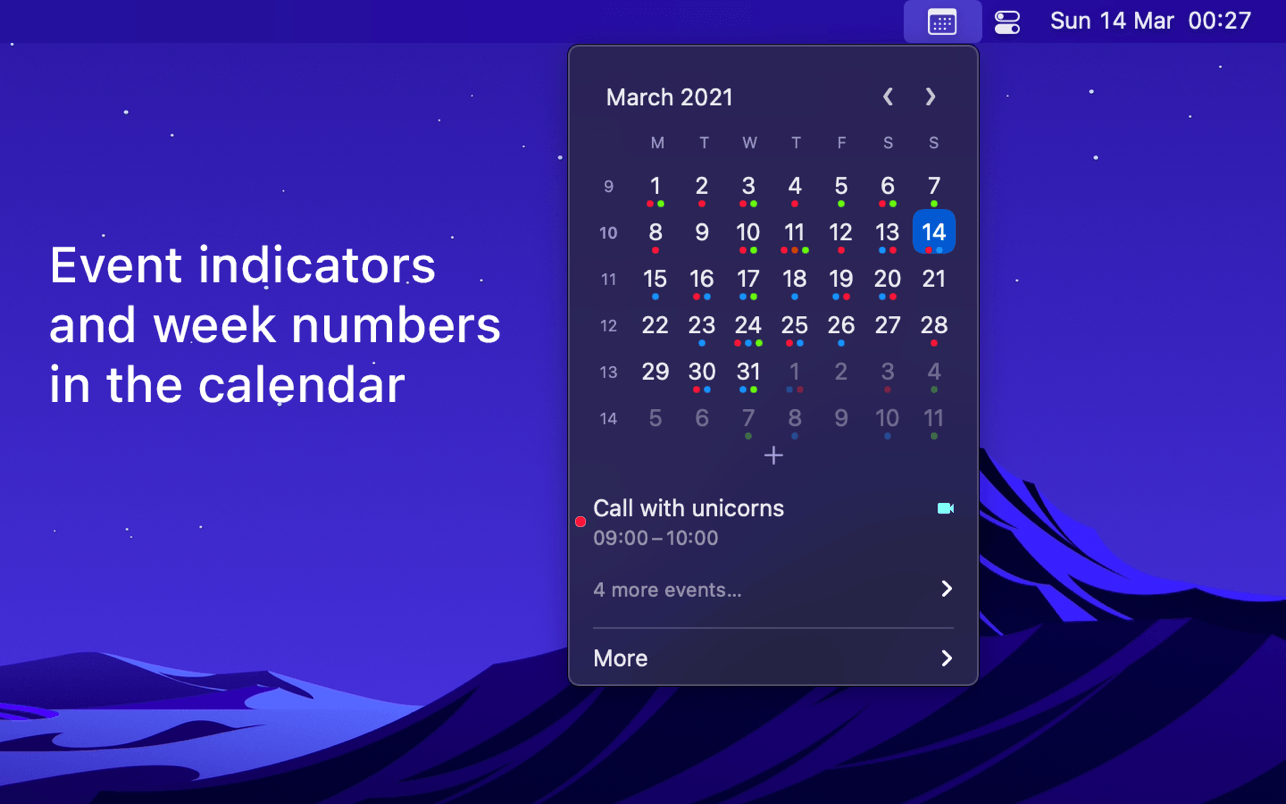 Sun 14 Mar 00:27
March 2021
M T W T F S S
9 1 2 3 4 5 6 7
10 8 9 10 11 12 13 14
11 15 16 17 18 19 20 21
12 22 23 24 25 26 27 28
13 29 30 31 1 2 3 4
14 5 6 7 8 9 10 11
Event indicators
and week numbers
in the calendar
Call with unicorns
09:00 – 10:00
4 more events...
More